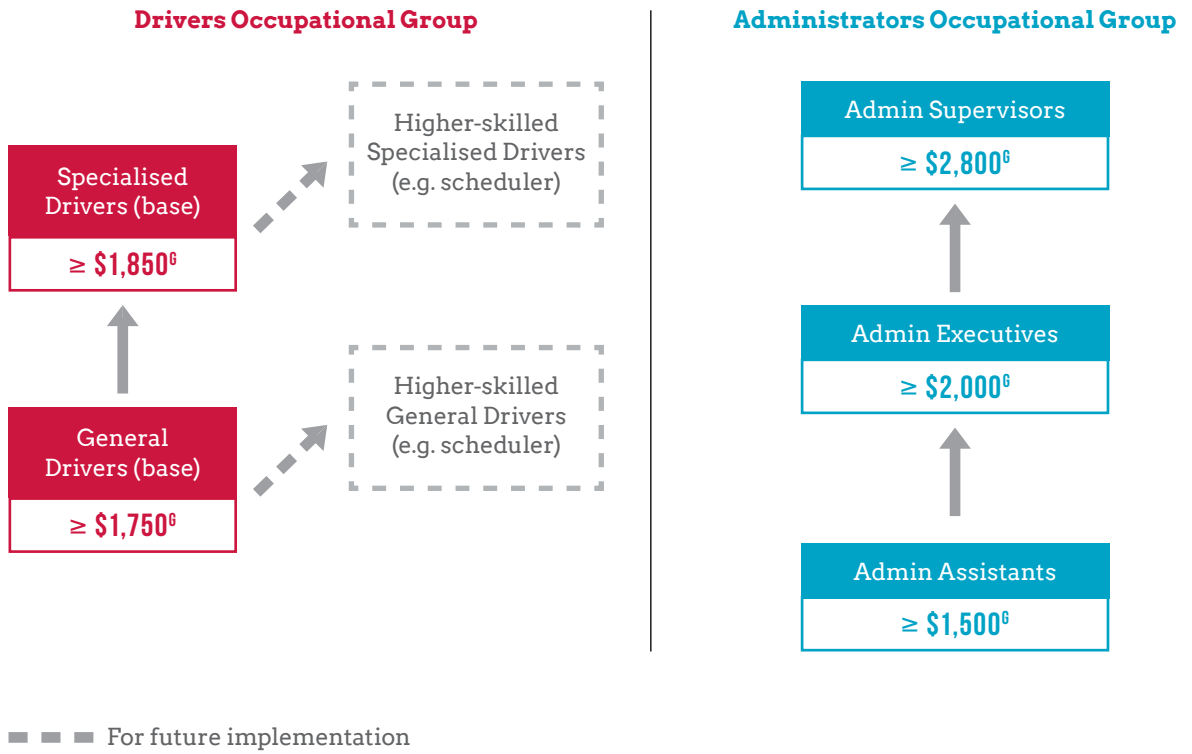 Drivers Occupational Group
Higher-skilled
Specialised Drivers
(e.g. scheduler)
Specialised
Drivers (base)
≥ $1,850ᴳ
Higher-skilled
General Drivers
(e.g. scheduler)
General
Drivers (base)
≥ $1,750ᴳ
Administrators Occupational Group
Admin Supervisors
≥ $2,800ᴳ
Admin Executives
≥ $2,000ᴳ
Admin Assistants
≥ $1,500ᴳ
For future implementation